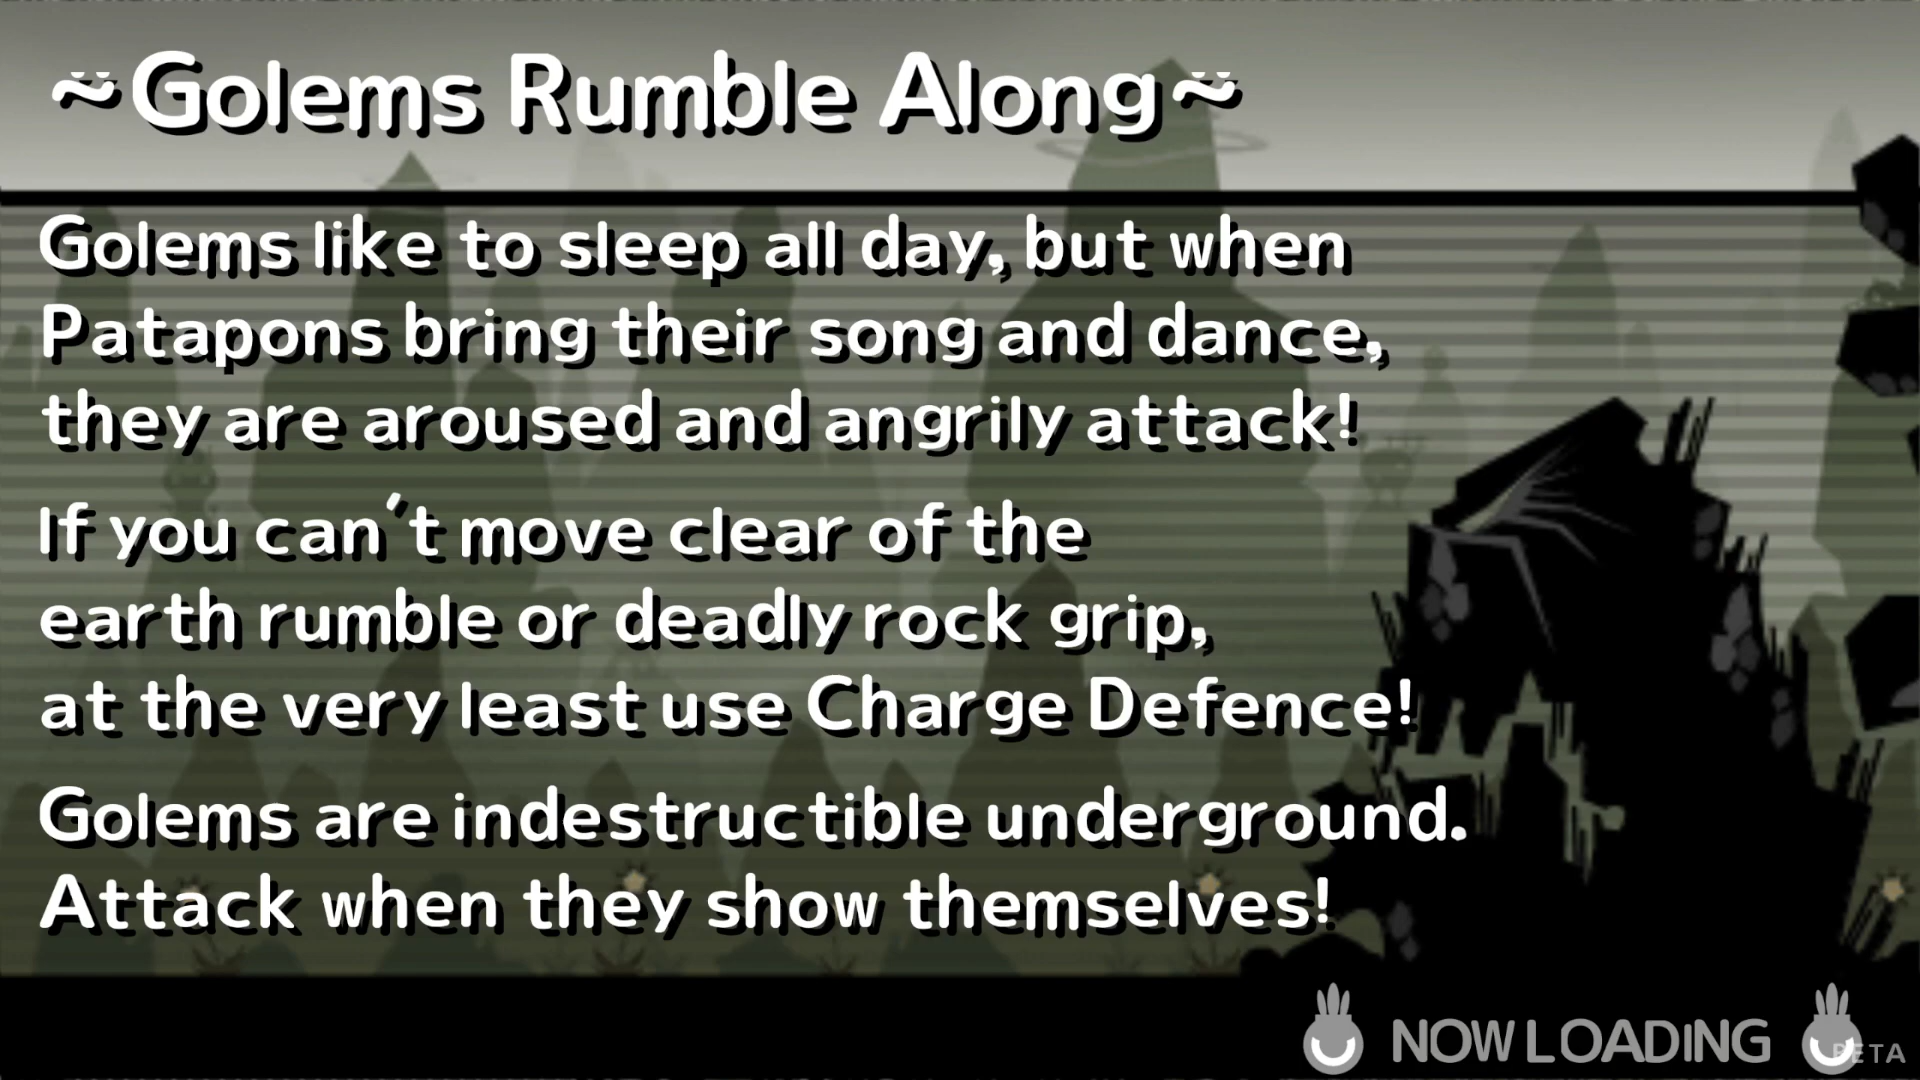 ~Golems Rumble Along~
Golems like to sleep all day, but when
Patapons bring their song and dance,
they are aroused and angrily attack!
If you can't move clear of the
earth rumble or deadly rock grip,
at the very least use Charge Defence!
Golems are indestructible underground.
Attack when they show themselves!
NOW LOADING
BETA